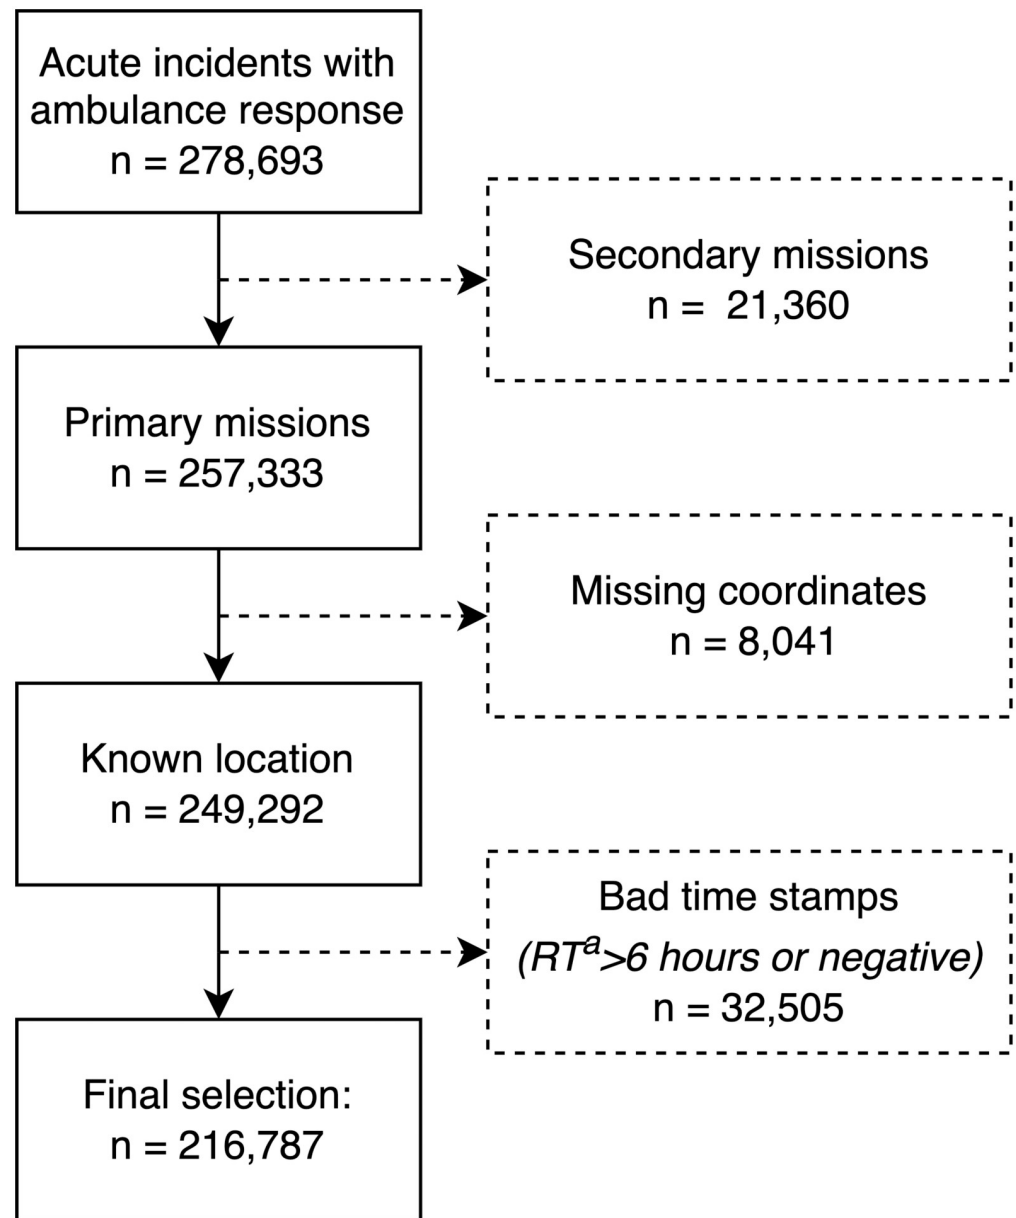 Acute incidents with
ambulance response
n = 278,693
Secondary missions
n =  21,360
Primary missions
n = 257,333
Missing coordinates
n = 8,041
Known location
n = 249,292
Bad time stamps
(RTᵃ>6 hours or negative)
n = 32,505
Final selection:
n = 216,787